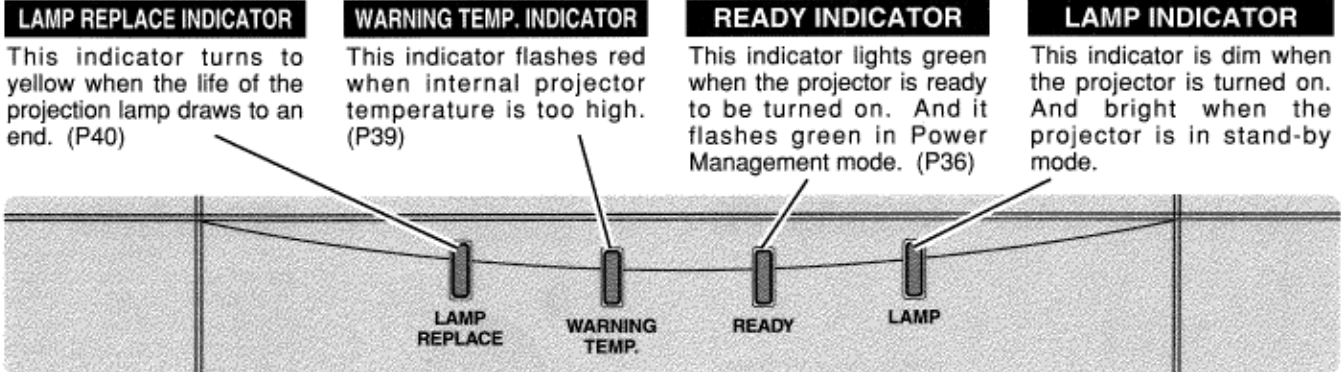 LAMP REPLACE INDICATOR
This indicator turns to
yellow when the life of the
projection lamp draws to an
end. (P40)
WARNING TEMP. INDICATOR
This indicator flashes red
when internal projector
temperature is too high.
(P39)
READY INDICATOR
This indicator lights green
when the projector is ready
to be turned on. And it
flashes green in Power
Management mode. (P36)
LAMP INDICATOR
This indicator is dim when
the projector is turned on.
And bright when the
projector is in stand-by
mode.
LAMP
REPLACE
WARNING
TEMP.
READY
LAMP